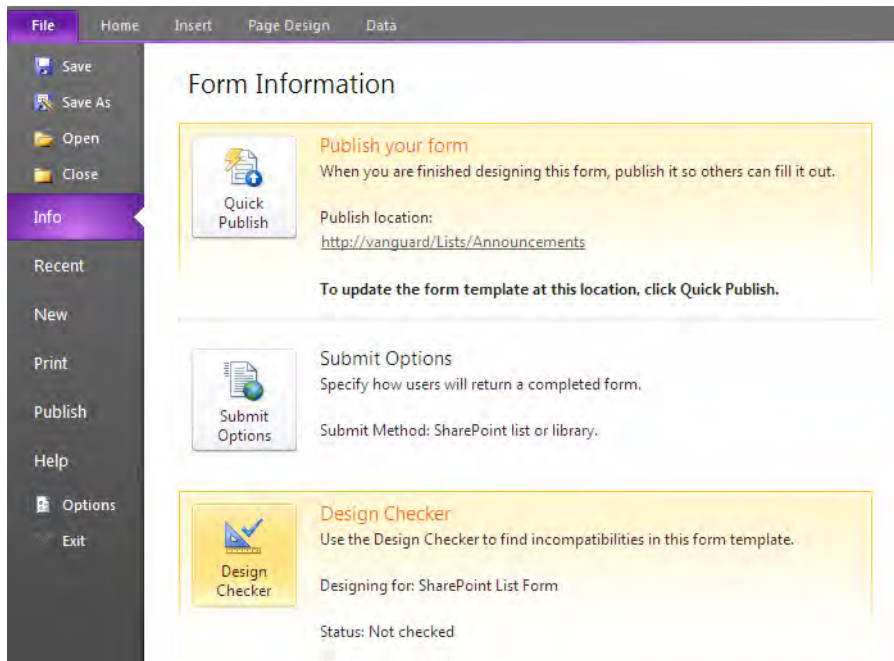 File Home Insert Page Design Data
Save
Save As
Open
Close
Info
Recent
New
Print
Publish
Help
Options
Exit
Form Information
Quick
Publish
Publish your form
When you are finished designing this form, publish it so others can fill it out.
Publish location:
http://vanguard/Lists/Announcements
To update the form template at this location, click Quick Publish.
Submit
Options
Submit Options
Specify how users will return a completed form.
Submit Method: SharePoint list or library.
Design
Checker
Design Checker
Use the Design Checker to find incompatibilities in this form template.
Designing for: SharePoint List Form
Status: Not checked